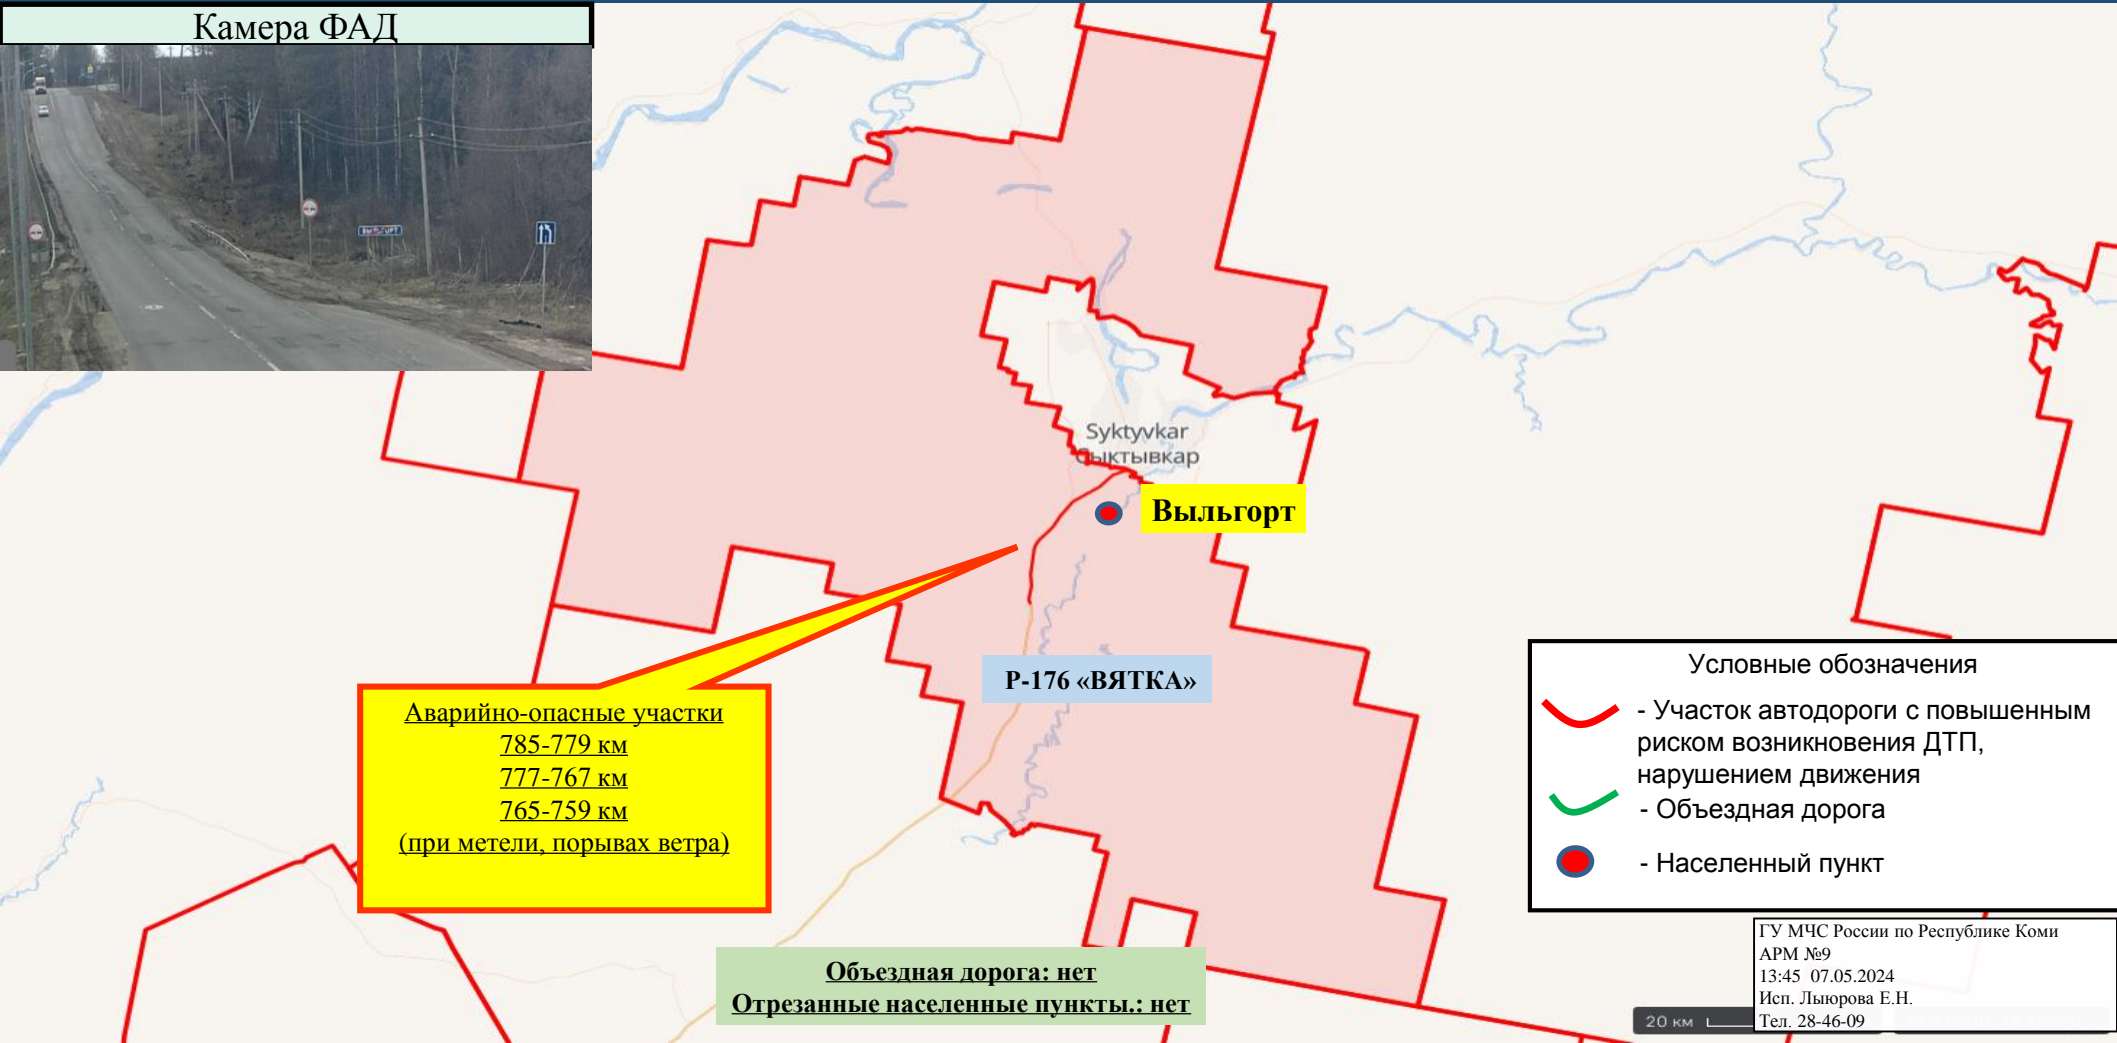 Камера ФАД
ВЫЛЬГОРТ
Syktyvkar
Сыктывкар
Выльгорт
Р-176 «ВЯТКА»
Аварийно-опасные участки
785-779 км
777-767 км
765-759 км
(при метели, порывах ветра)
Условные обозначения
- Участок автодороги с повышенным
риском возникновения ДТП,
нарушением движения
- Объездная дорога
- Населенный пункт
Объездная дорога: нет
Отрезанные населенные пункты.: нет
ГУ МЧС России по Республике Коми
АРМ №9
13:45 07.05.2024
Исп. Лыюрова Е.Н.
Тел. 28-46-09
20 км